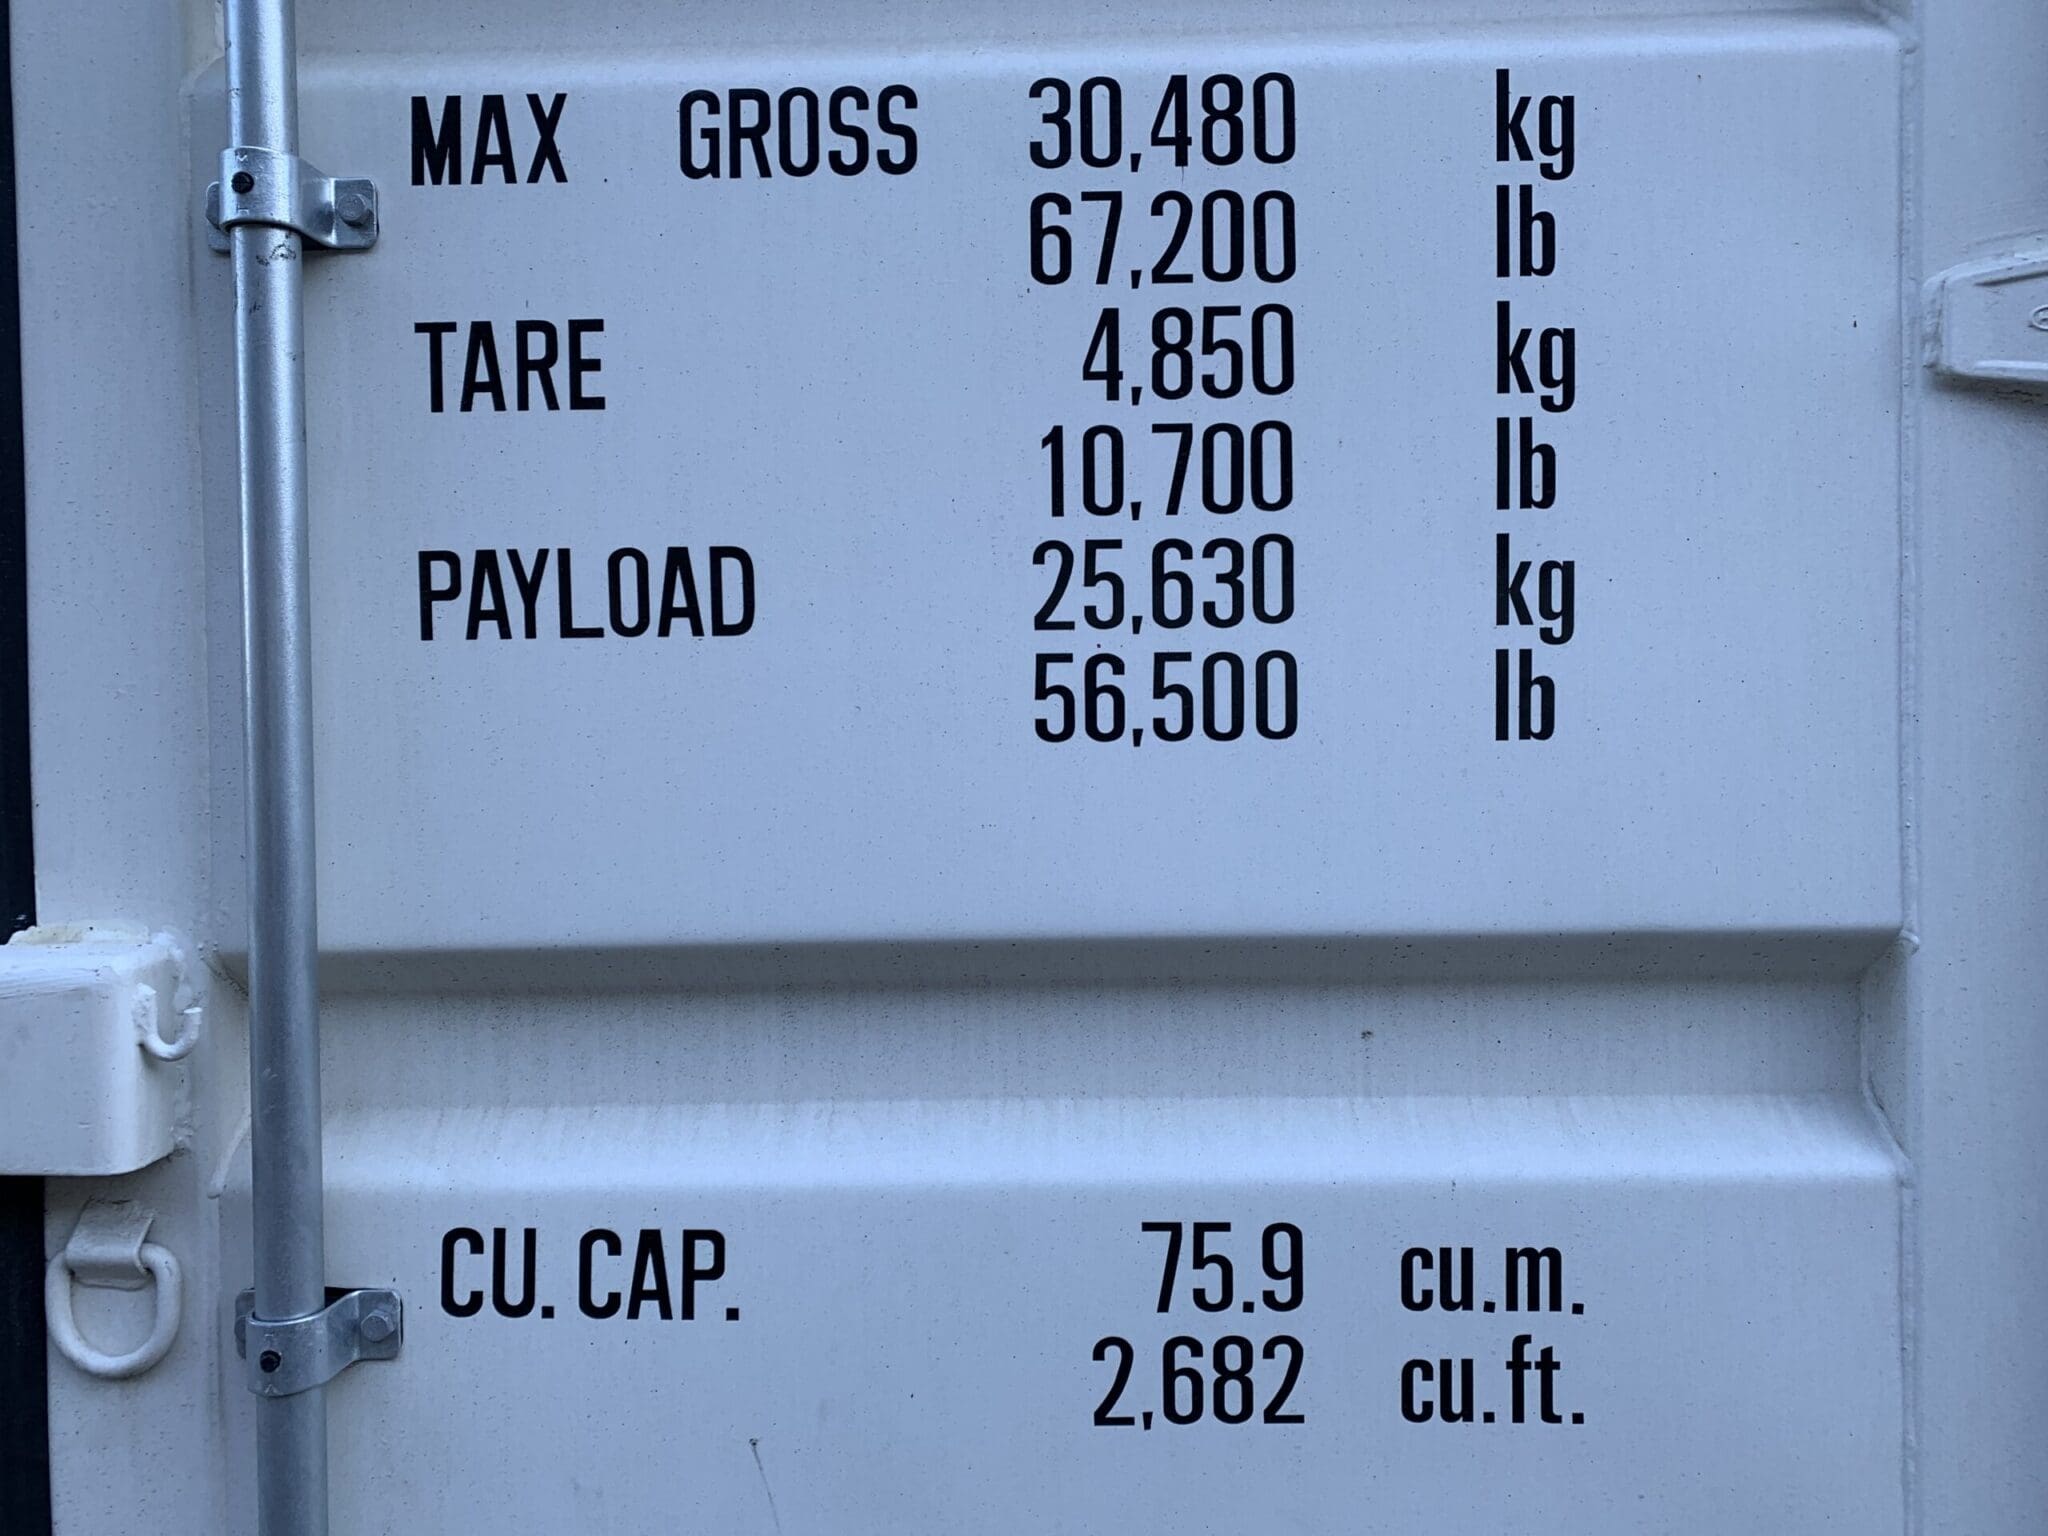 MAX GROSS 30,480 kg
67,200 lb
TARE 4,850 kg
10,700 lb
PAYLOAD 25,630 kg
56,500 lb
CU. CAP. 75.9 cu.m.
2,682 cu.ft.